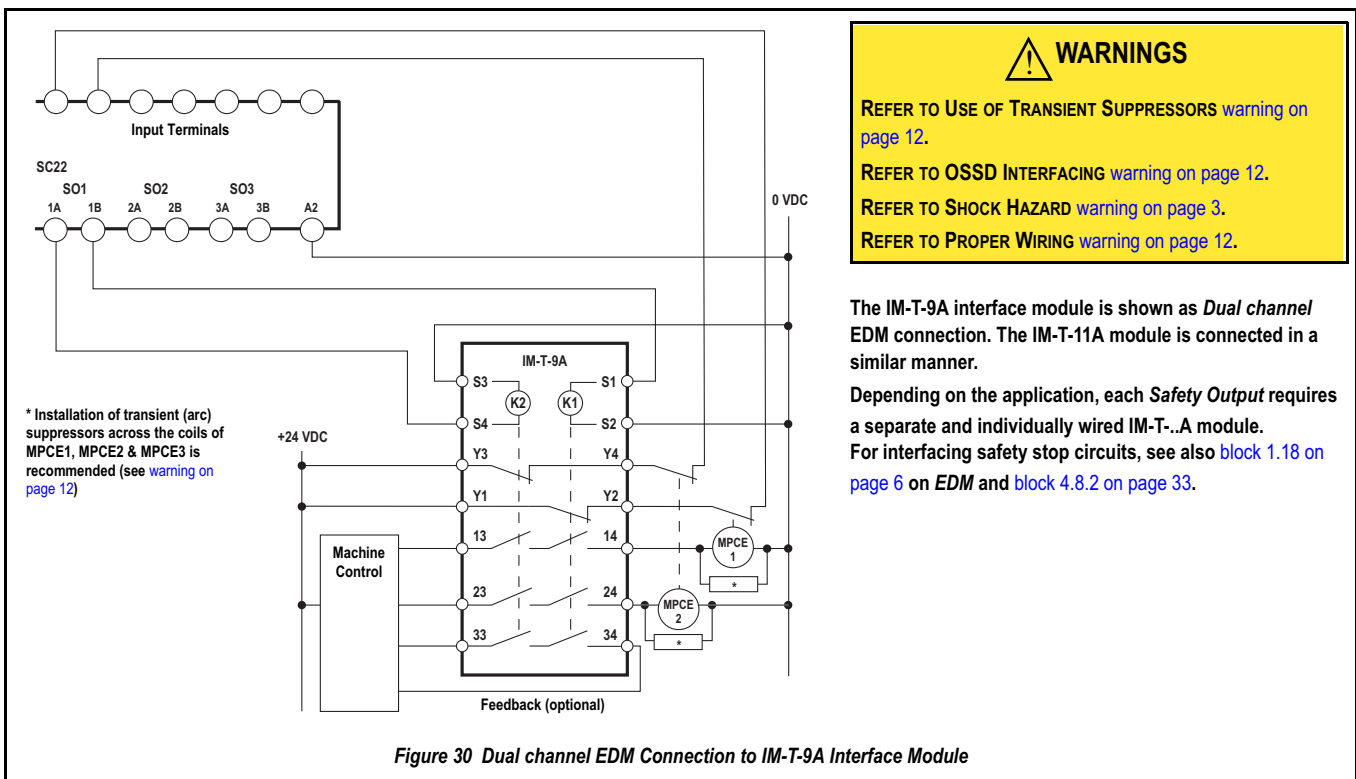 Input Terminals
SC22
SO1 SO2 SO3
1A 1B 2A 2B 3A 3B A2
0 VDC
IM-T-9A
S3 S1
K2 K1
S4 S2
+24 VDC
Y3 Y4
Y1 Y2
13 14
Machine
Control
MPCE
1
*
23 24
MPCE
2
*
33 34
Feedback (optional)
* Installation of transient (arc)
suppressors across the coils of
MPCE1, MPCE2 & MPCE3 is
recommended (see warning on
page 12)
! WARNINGS
REFER TO USE OF TRANSIENT SUPPRESSORS warning on
page 12.
REFER TO OSSD INTERFACING warning on page 12.
REFER TO SHOCK HAZARD warning on page 3.
REFER TO PROPER WIRING warning on page 12.
The IM-T-9A interface module is shown as Dual channel
EDM connection. The IM-T-11A module is connected in a
similar manner.
Depending on the application, each Safety Output requires
a separate and individually wired IM-T-..A module.
For interfacing safety stop circuits, see also block 1.18 on
page 6 on EDM and block 4.8.2 on page 33.
Figure 30 Dual channel EDM Connection to IM-T-9A Interface Module